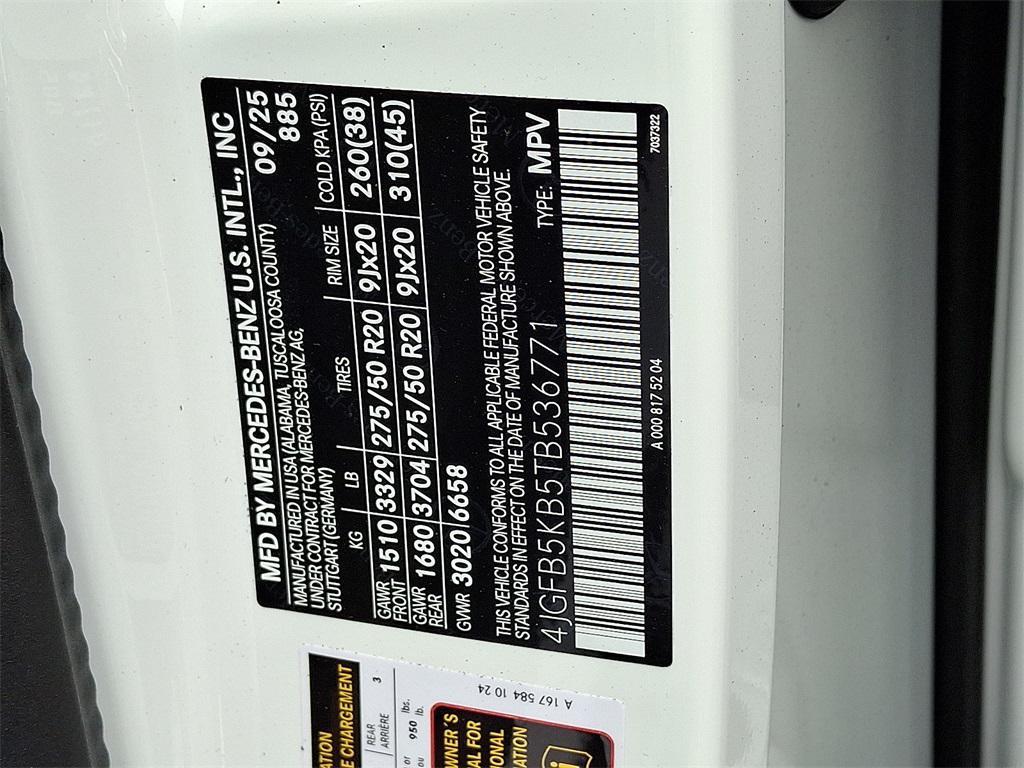 MFD BY MERCEDES-BENZ U.S. INTL., INC
MANUFACTURED IN USA (ALABAMA, TUSCALOOSA COUNTY) 09/25
UNDER CONTRACT FOR MERCEDES-BENZ AG, 885
STUTTGART (GERMANY)
KG LB TIRES RIM SIZE COLD KPA (PSI)
GAWR FRONT 1510 3329 275/50 R20 9Jx20 260(38)
GAWR REAR 1680 3704 275/50 R20 9Jx20 310(45)
GVWR 3020 6658
THIS VEHICLE CONFORMS TO ALL APPLICABLE FEDERAL MOTOR VEHICLE SAFETY
STANDARDS IN EFFECT ON THE DATE OF MANUFACTURE SHOWN ABOVE.
4JGFB5KB5TB536771 TYPE: MPV
A 000 817 52 04 7037322
CHARGEMENT
REAR 3
ARRIÈRE
or 950 lbs.
ou lb.
A 167 584 10 24